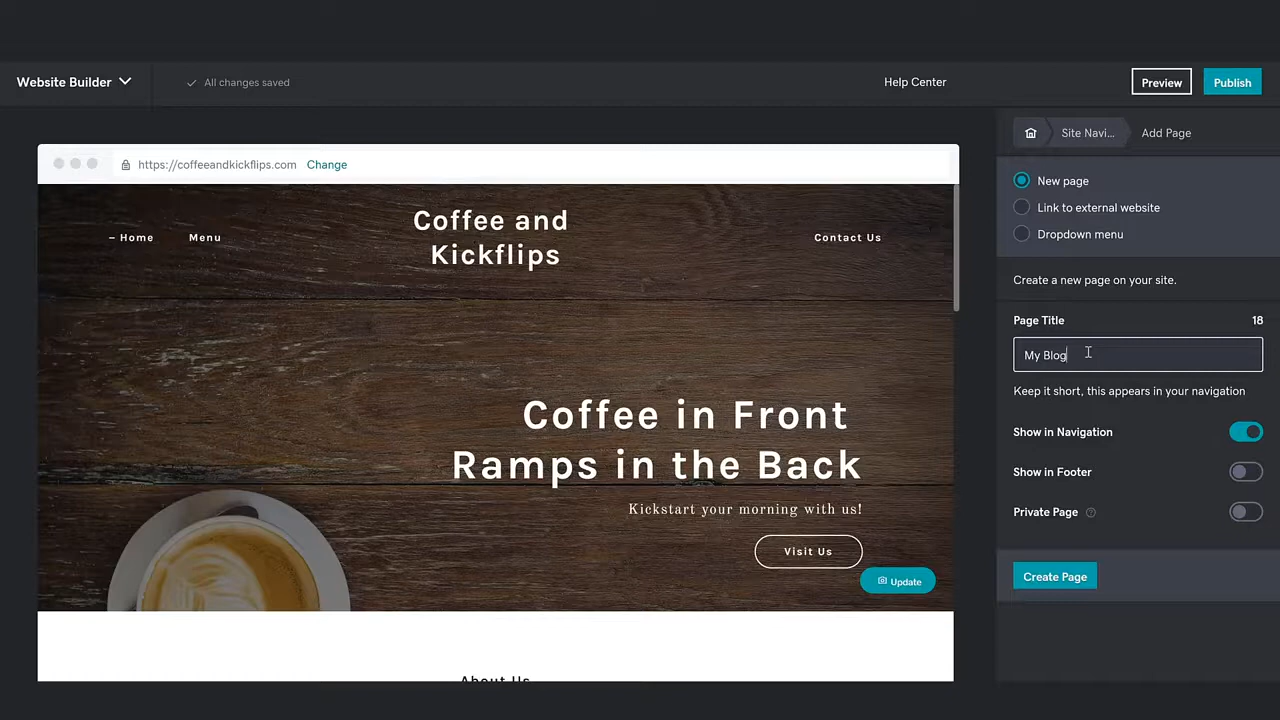 Website Builder
All changes saved
Help Center
Preview
Publish
Site Navi...
Add Page
https://coffeeandkickflips.com
Change
– Home
Menu
Coffee and
Kickflips
Contact Us
Coffee in Front
Ramps in the Back
Kickstart your morning with us!
Visit Us
Update
About Us
New page
Link to external website
Dropdown menu
Create a new page on your site.
Page Title
18
My Blog
Keep it short, this appears in your navigation
Show in Navigation
Show in Footer
Private Page
Create Page